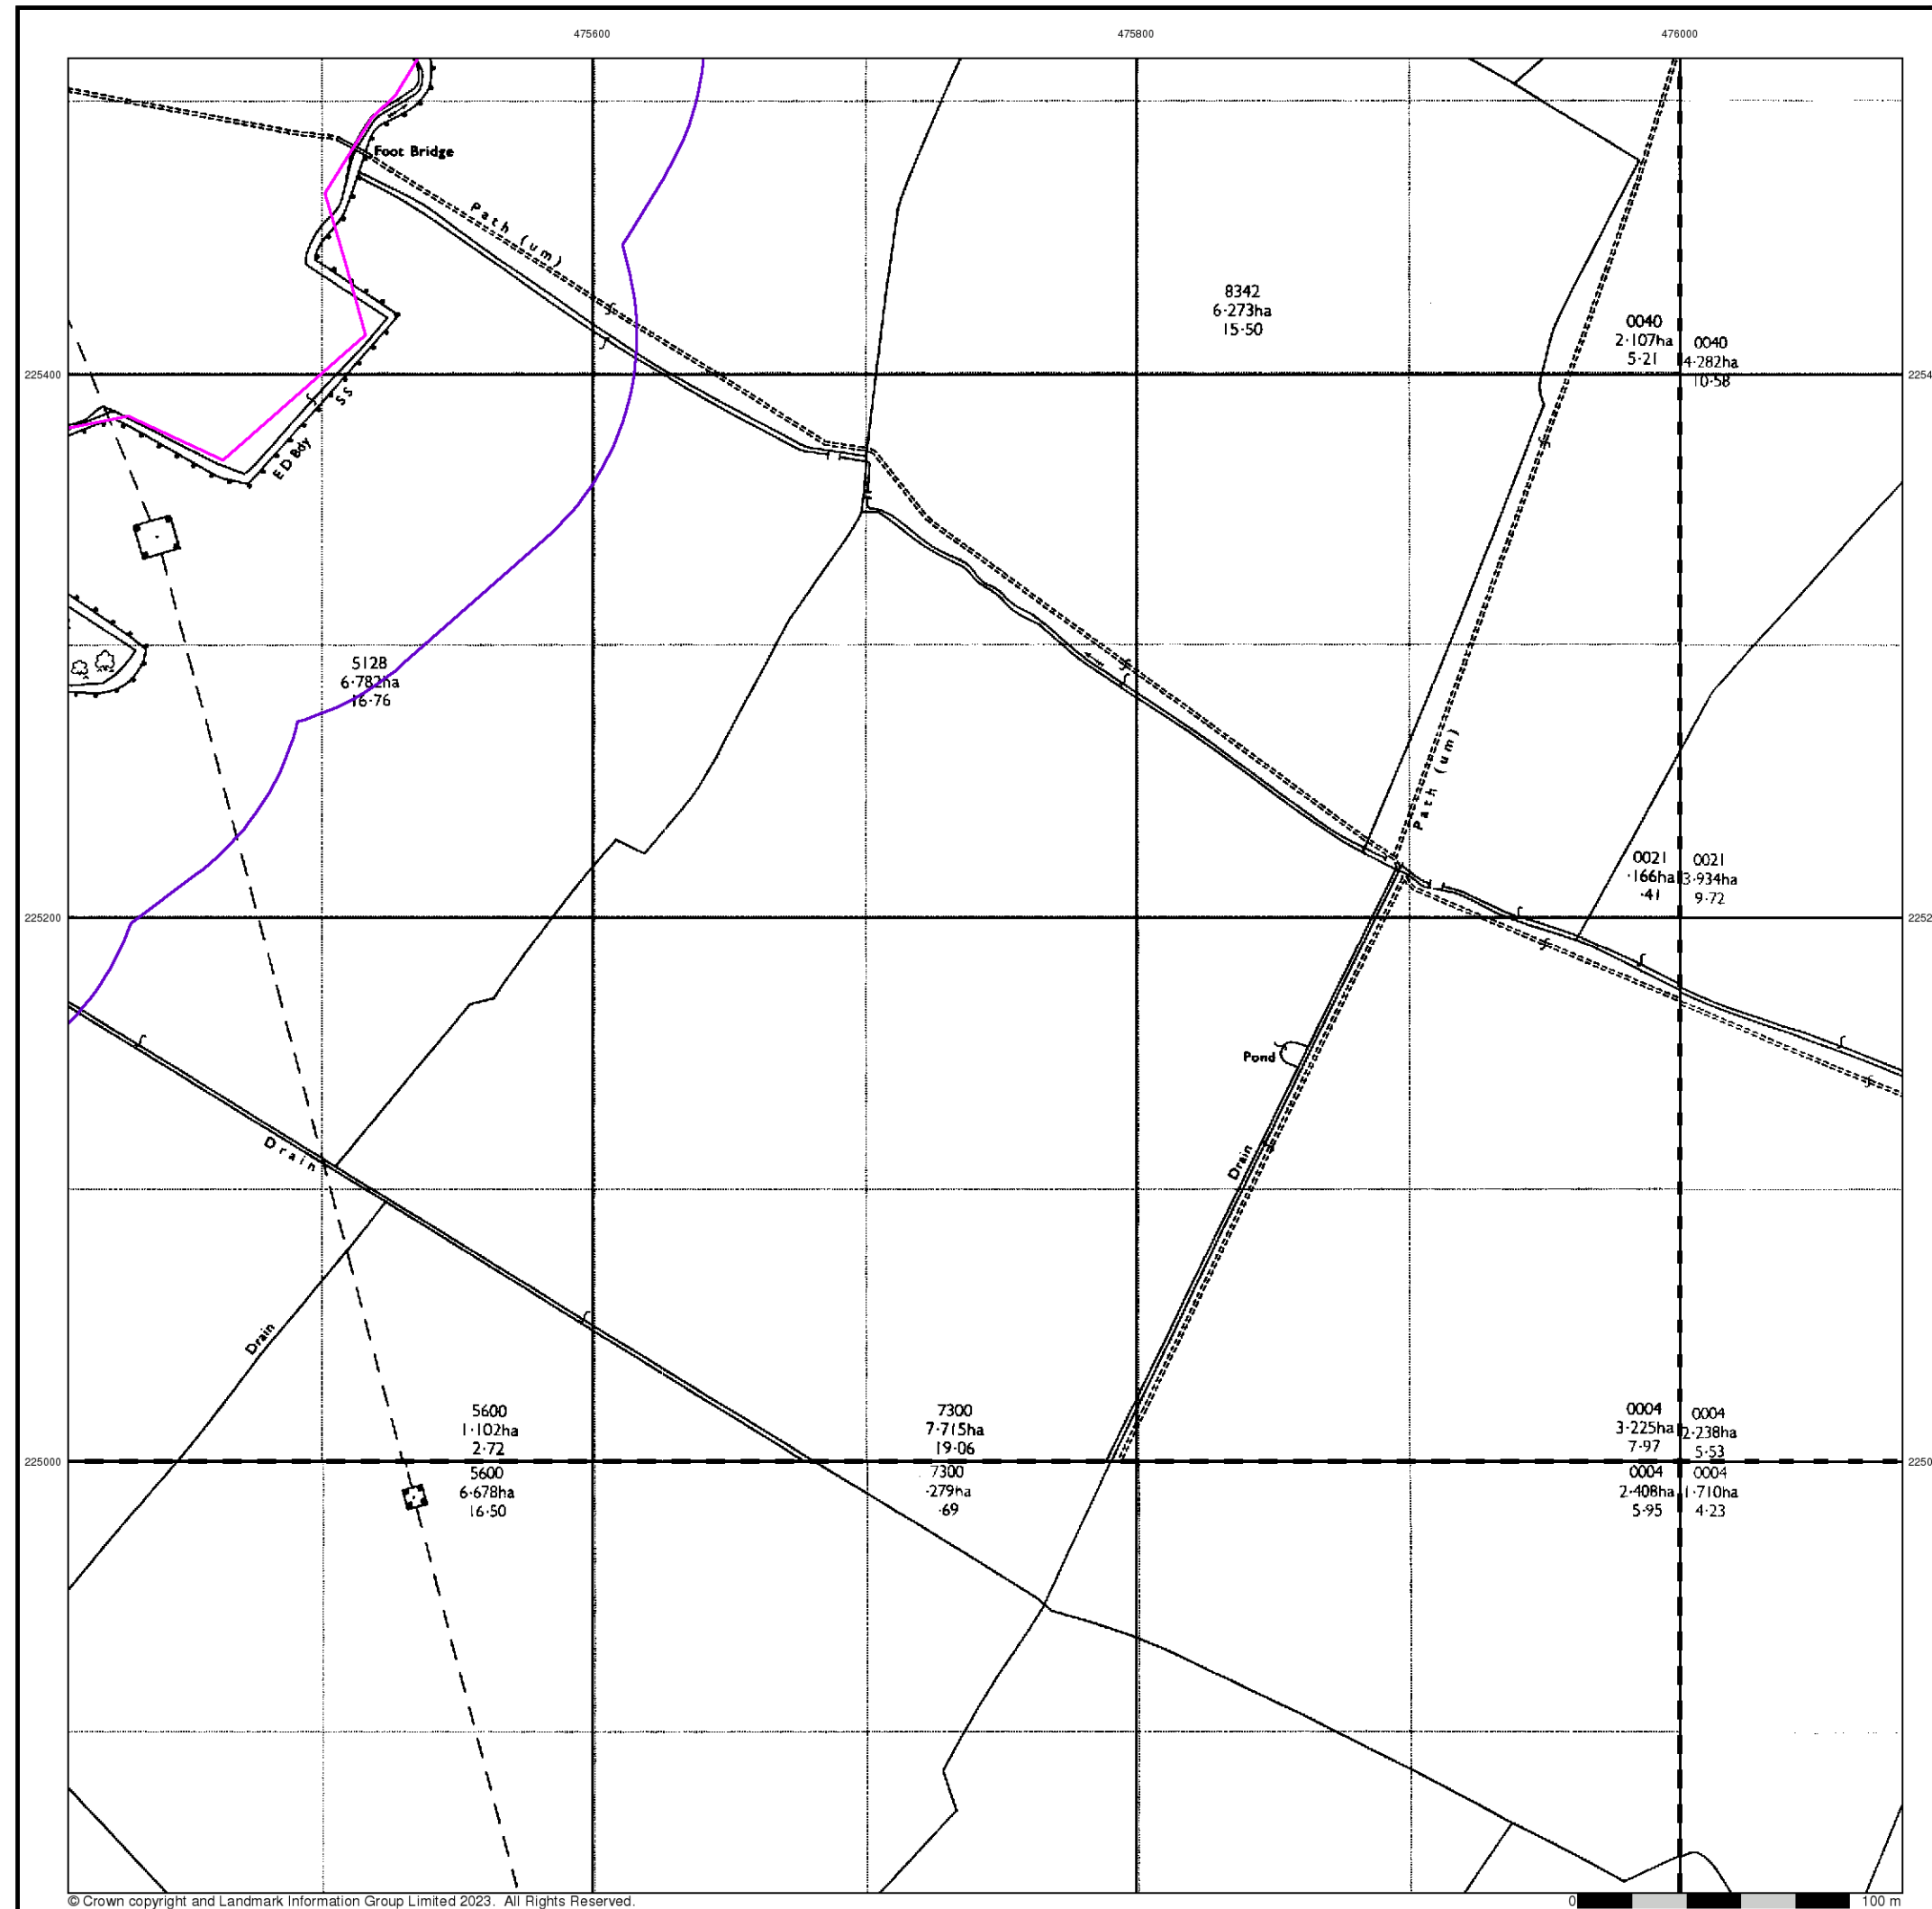 475600
475800
476000
Foot Bridge
Path (um)
8342
6·273ha
15·50
0040
2·107ha
5·21
0040
4·282ha
10·58
225400
2254
SS
ED Bdy
5128
6·782ha
16·76
Path (um)
0021
·166ha
·41
0021
3·934ha
9·72
225200
2252
Pond
Drain
Drain
Drain
5600
1·102ha
2·72
7300
7·715ha
19·06
0004
3·225ha
7·97
0004
2·238ha
5·53
225000
2250
5600
6·678ha
16·50
7300
·279ha
·69
0004
2·408ha
5·95
0004
1·710ha
4·23
© Crown copyright and Landmark Information Group Limited 2023. All Rights Reserved.
0
100 m